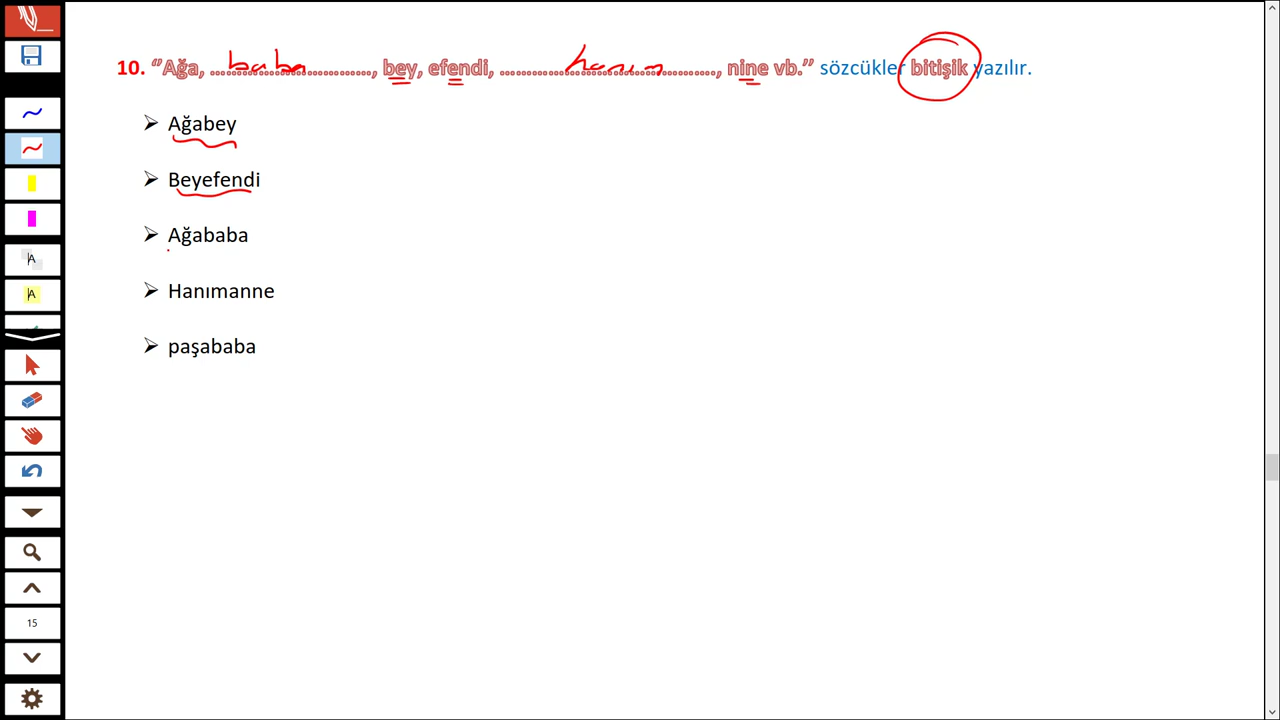 10. “Ağa, ....baba...., bey, efendi, ....hanım...., nine vb.” sözcükler bitişik yazılır.
➢ Ağabey
➢ Beyefendi
➢ Ağababa
➢ Hanımanne
➢ paşababa
A
A
15